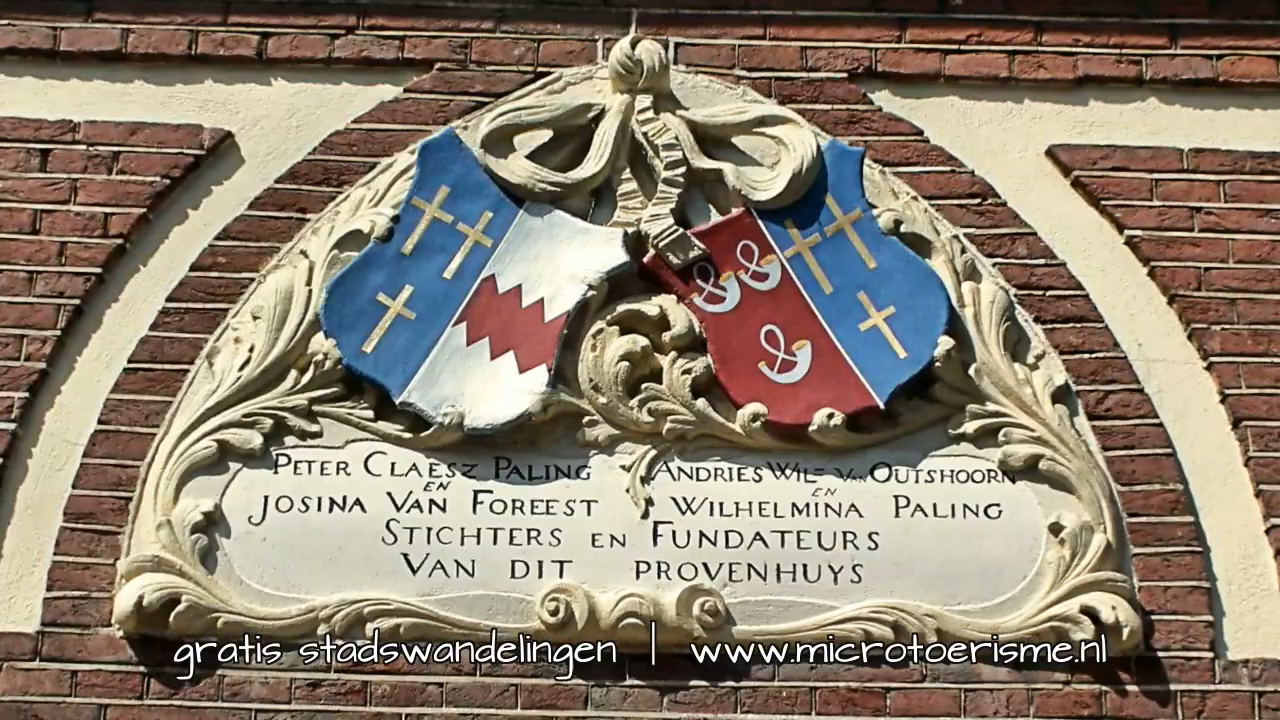 PETER CLAESZ PALING ANDRIES WILZ VAN OUTSHOORN
EN EN
JOSINA VAN FOREEST WILHELMINA PALING
STICHTERS EN FUNDATEURS
VAN DIT PROVENHUYS
gratis stadswandelingen | www.microtoerisme.nl